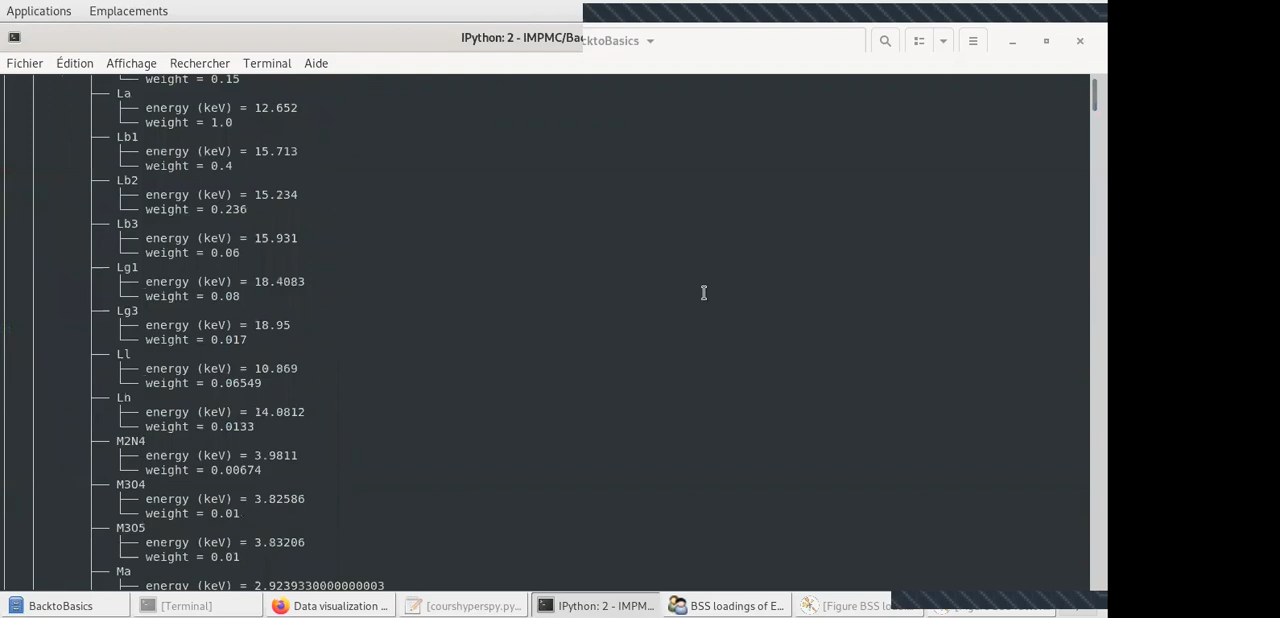 Applications Emplacements
IPython: 2 - IMPMC/Bac
cktoBasics
Fichier Édition Affichage Rechercher Terminal Aide
weight = 0.15
La
energy (keV) = 12.652
weight = 1.0
Lb1
energy (keV) = 15.713
weight = 0.4
Lb2
energy (keV) = 15.234
weight = 0.236
Lb3
energy (keV) = 15.931
weight = 0.06
Lg1
energy (keV) = 18.4083
weight = 0.08
Lg3
energy (keV) = 18.95
weight = 0.017
Ll
energy (keV) = 10.869
weight = 0.06549
Ln
energy (keV) = 14.0812
weight = 0.0133
M2N4
energy (keV) = 3.9811
weight = 0.00674
M3O4
energy (keV) = 3.82586
weight = 0.01
M3O5
energy (keV) = 3.83206
weight = 0.01
Ma
energy (keV) = 2.9239330000000003
BacktoBasics [Terminal] Data visualization ... [courshyperspy.py... IPython: 2 - IMPM... BSS loadings of E... [Figure BSS